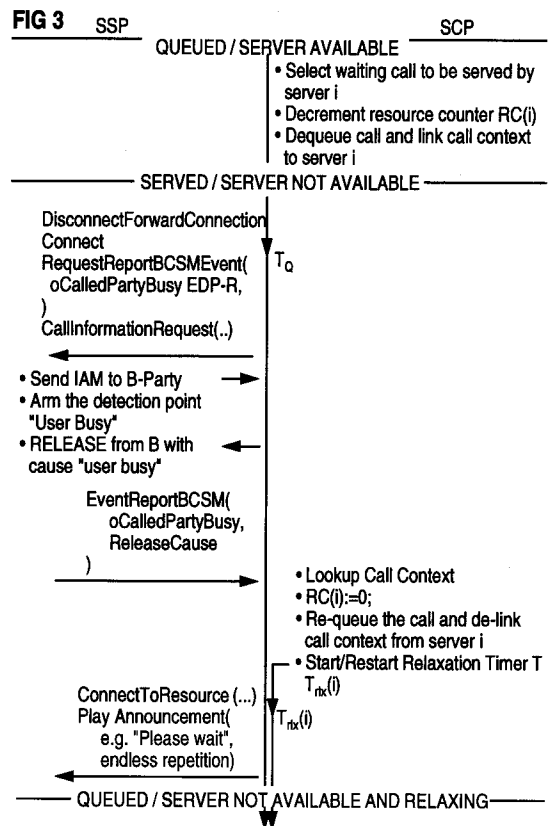 FIG 3
SSP
SCP
QUEUED / SERVER AVAILABLE
• Select waiting call to be served by
server i
• Decrement resource counter RC(i)
• Dequeue call and link call context
to server i
SERVED / SERVER NOT AVAILABLE
DisconnectForwardConnection
Connect
RequestReportBCSMEvent(
oCalledPartyBusy EDP-R,
)
CallInformationRequest(..)
TQ
• Send IAM to B-Party
• Arm the detection point
"User Busy"
• RELEASE from B with
cause "user busy"
EventReportBCSM(
oCalledPartyBusy,
ReleaseCause
)
• Lookup Call Context
• RC(i):=0;
• Re-queue the call and de-link
call context from server i
• Start/Restart Relaxation Timer T
Trlx(i)
ConnectToResource (...)
Play Announcement(
e.g. "Please wait",
endless repetition)
Trlx(i)
QUEUED / SERVER NOT AVAILABLE AND RELAXING